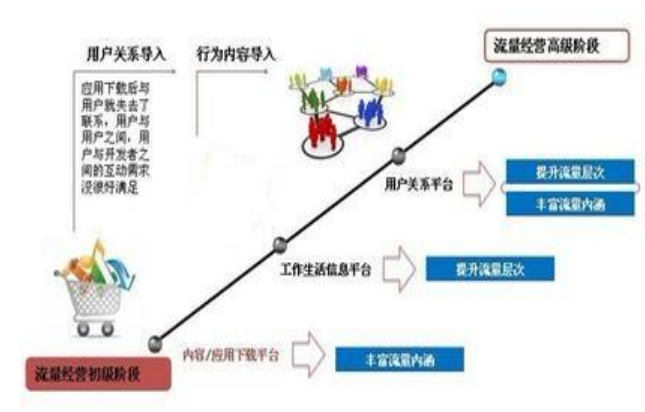 流量经营高级阶段
用户关系导入
行为内容导入
应用下载后与
用户就失去了
联系，用户与
用户之间，用
户与开发者之
间的互动需求
没很好满足
用户关系平台
提升流量层次
丰富流量内涵
工作生活信息平台
提升流量层次
内容/应用下载平台
丰富流量内涵
流量经营初级阶段